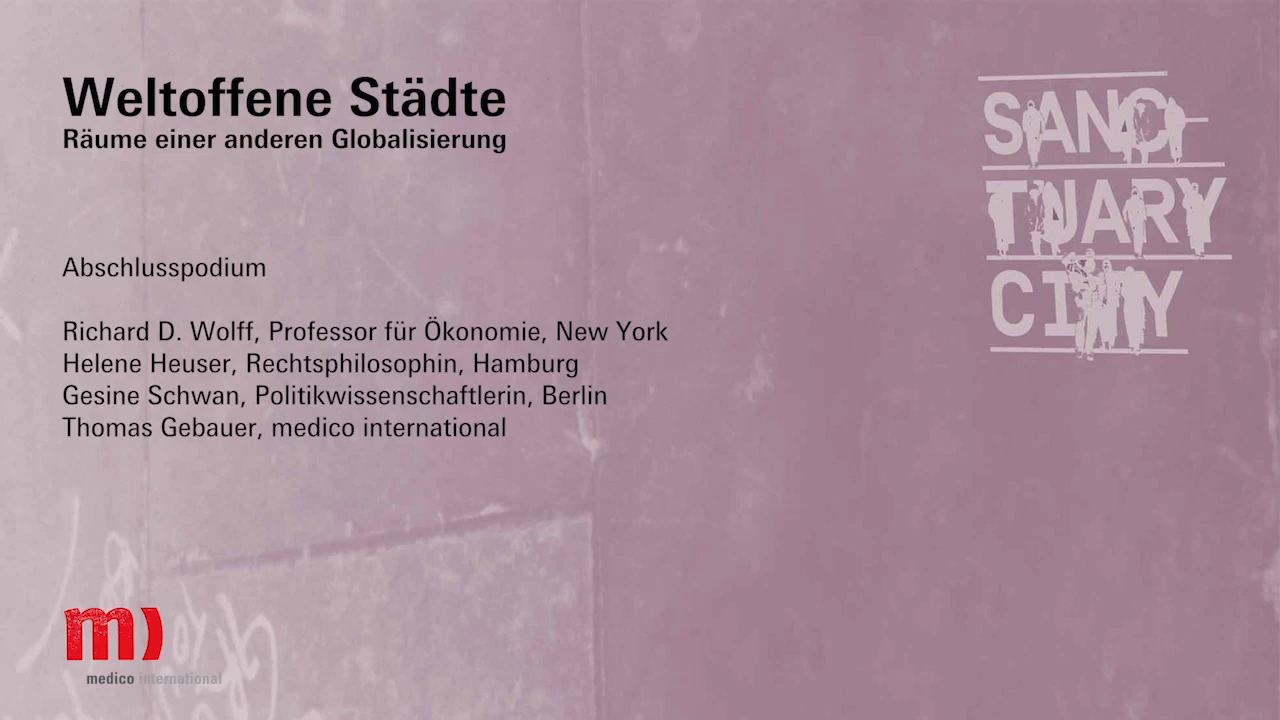 Weltoffene Städte
Räume einer anderen Globalisierung
Abschlusspodium
Richard D. Wolff, Professor für Ökonomie, New York
Helene Heuser, Rechtsphilosophin, Hamburg
Gesine Schwan, Politikwissenschaftlerin, Berlin
Thomas Gebauer, medico international
SANC-
TUARY
CITY
m)
medico international